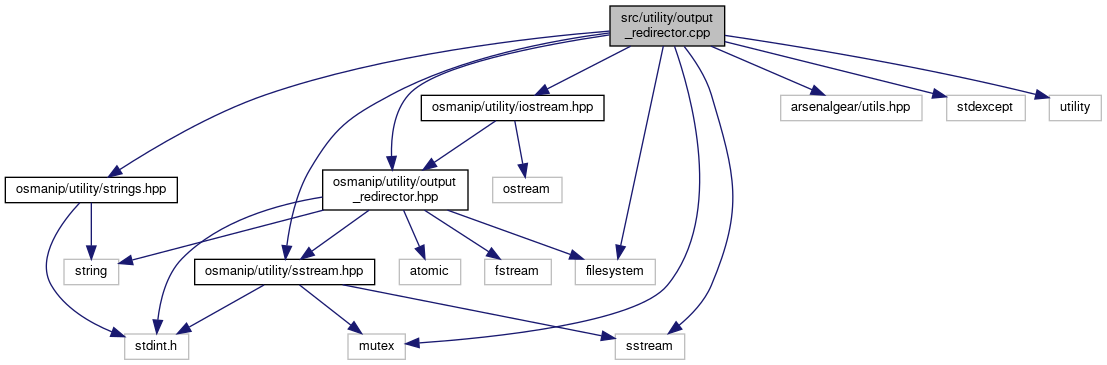 src/utility/output
_redirector.cpp
osmanip/utility/iostream.hpp
arsenalgear/utils.hpp
stdexcept
utility
osmanip/utility/strings.hpp
osmanip/utility/output
_redirector.hpp
ostream
string
osmanip/utility/sstream.hpp
atomic
fstream
filesystem
stdint.h
mutex
sstream